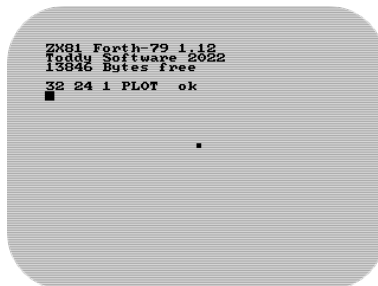 ZX81 Forth-79 1.12
Toddy Software 2022
13846 Bytes free
32 24 1 PLOT ok